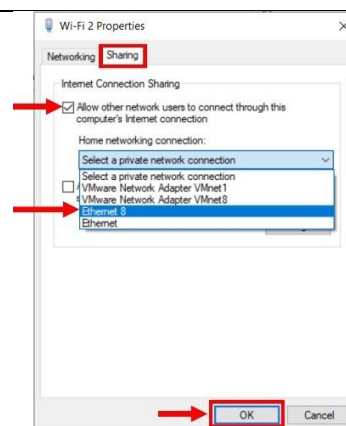 Wi-Fi 2 Properties
Networking Sharing
Internet Connection Sharing
Allow other network users to connect through this
computer's Internet connection
Home networking connection:
Select a private network connection
Select a private network connection
VMware Network Adapter VMnet1
VMware Network Adapter VMnet8
Ethernet 8
Ethernet
OK Cancel